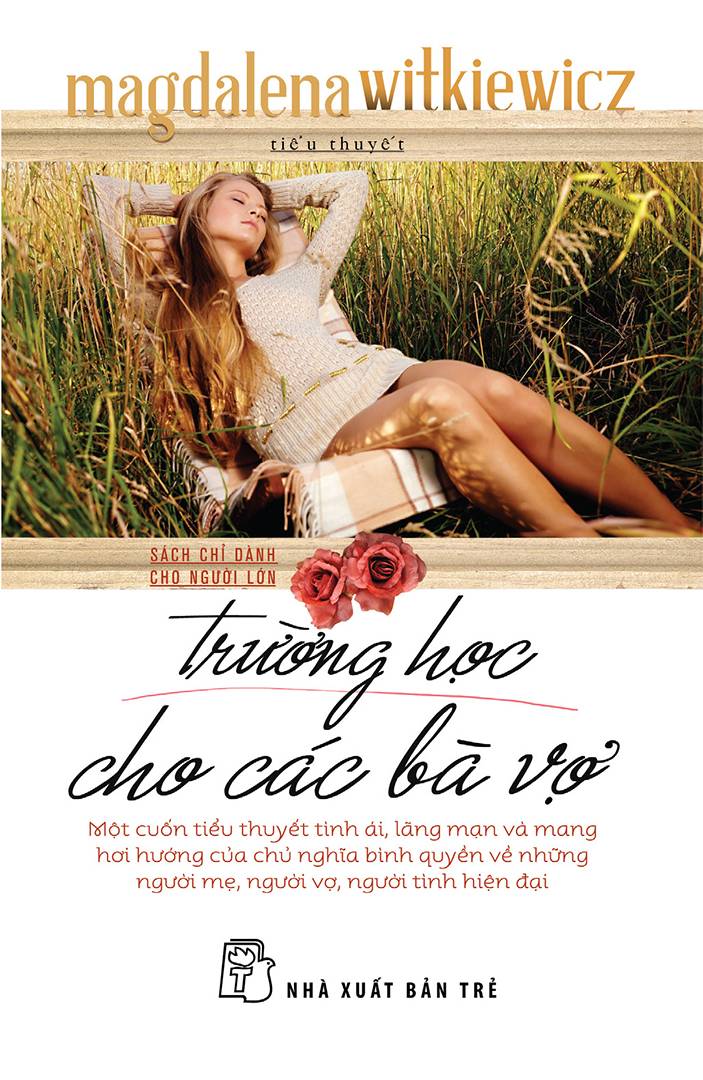 magdalena witkiewicz
tiểu thuyết
SÁCH CHỈ DÀNH
CHO NGƯỜI LỚN
trường học
cho các bà vợ
Một cuốn tiểu thuyết tình ái, lãng mạn và mang
hơi hướng của chủ nghĩa bình quyền về những
người mẹ, người vợ, người tình hiện đại
T
NHÀ XUẤT BẢN TRẺ